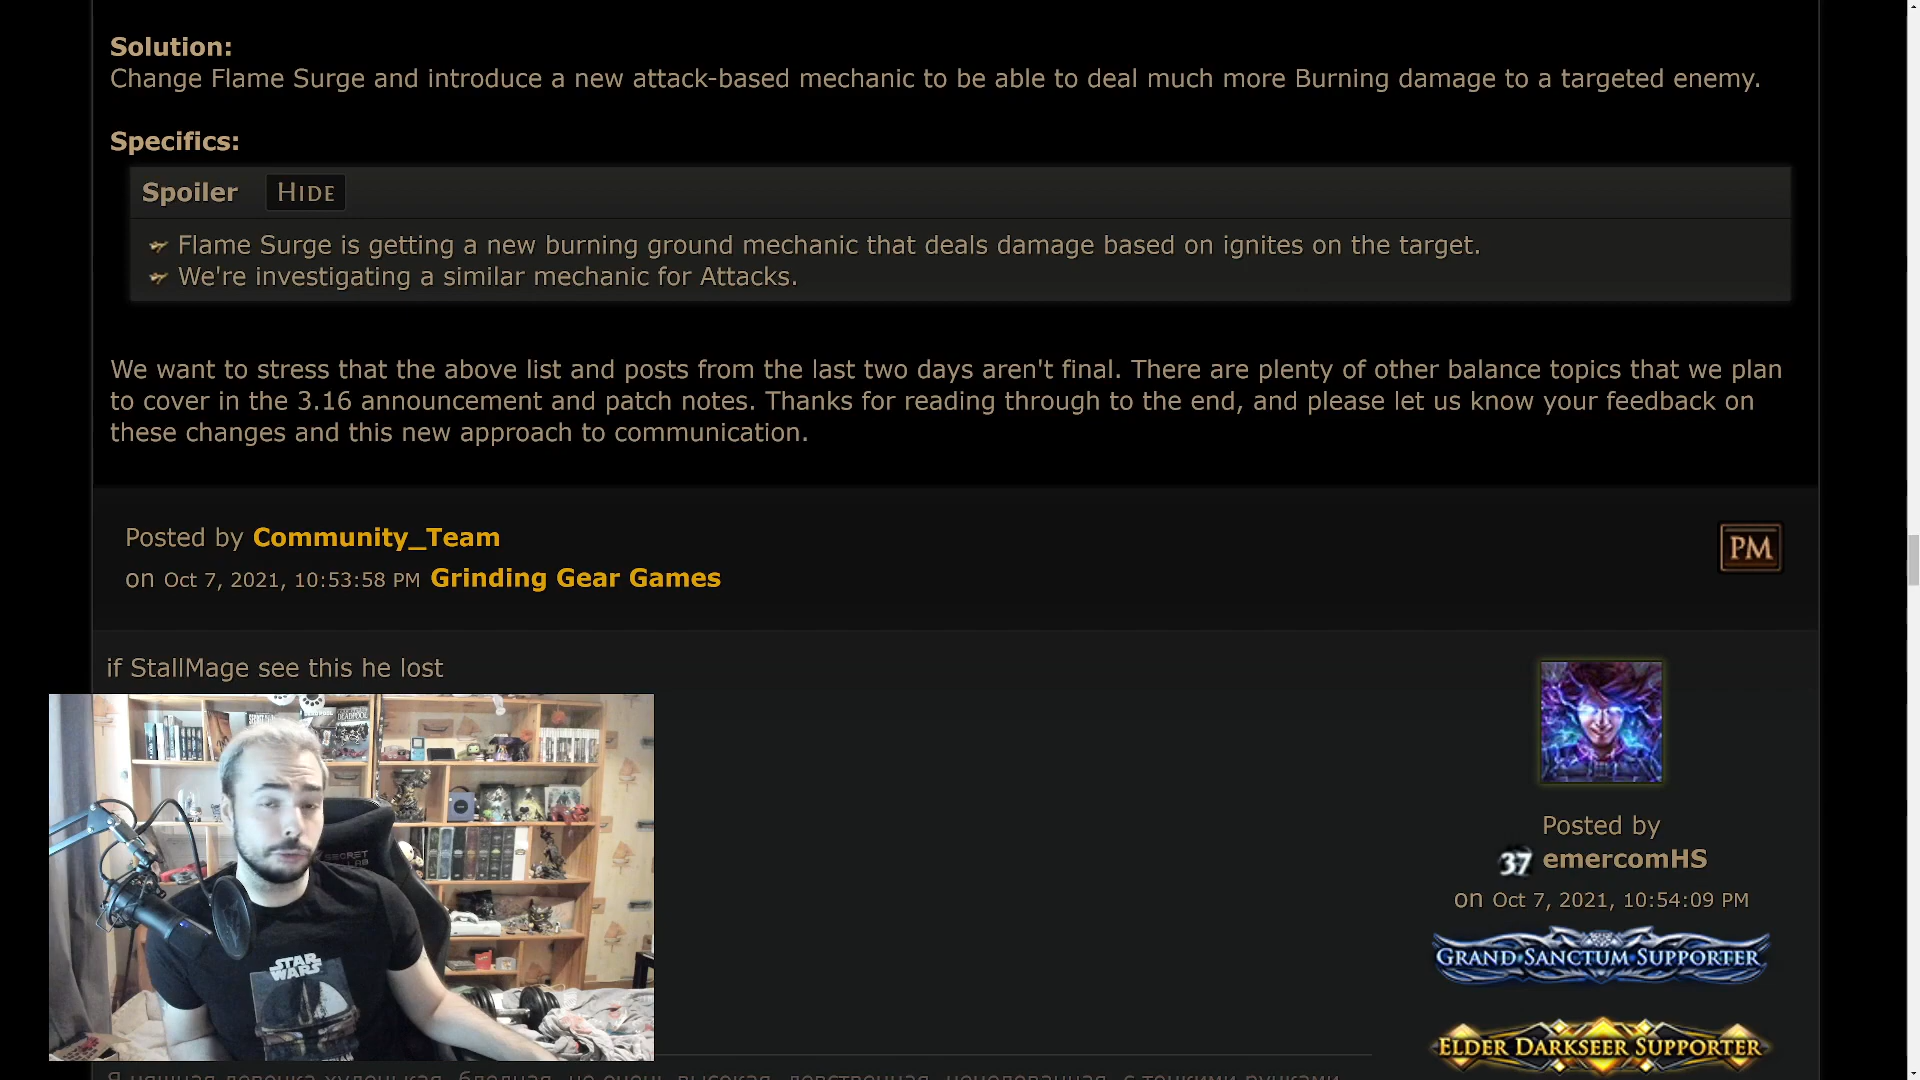 Solution:
Change Flame Surge and introduce a new attack-based mechanic to be able to deal much more Burning damage to a targeted enemy.
Specifics:
Spoiler HIDE
Flame Surge is getting a new burning ground mechanic that deals damage based on ignites on the target.
We're investigating a similar mechanic for Attacks.
We want to stress that the above list and posts from the last two days aren't final. There are plenty of other balance topics that we plan
to cover in the 3.16 announcement and patch notes. Thanks for reading through to the end, and please let us know your feedback on
these changes and this new approach to communication.
Posted by Community_Team
on Oct 7, 2021, 10:53:58 PM Grinding Gear Games
PM
if StallMage see this he lost
Posted by
37 emercomHS
on Oct 7, 2021, 10:54:09 PM
GRAND SANCTUM SUPPORTER
ELDER DARKSEER SUPPORTER
STAR
WARS
SECRET